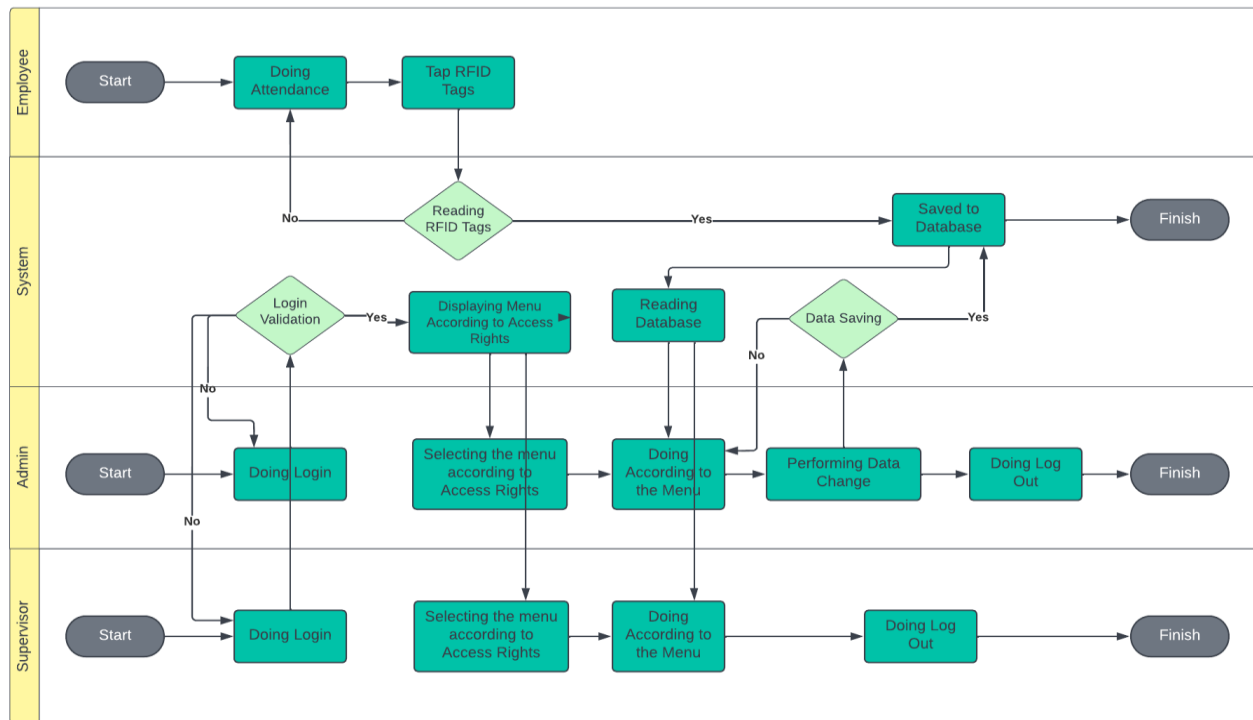 Employee
Start
Doing
Attendance
Tap RFID
Tags
System
Reading
RFID Tags
No
Yes
Saved to
Database
Finish
Login
Validation
Yes
Displaying Menu
According to Access
Rights
Reading
Database
Data Saving
Yes
No
No
No
Admin
Start
Doing Login
Selecting the menu
according to
Access Rights
Doing
According to
the Menu
Performing Data
Change
Doing Log
Out
Finish
Supervisor
Start
Doing Login
Selecting the menu
according to
Access Rights
Doing
According to
the Menu
Doing Log
Out
Finish